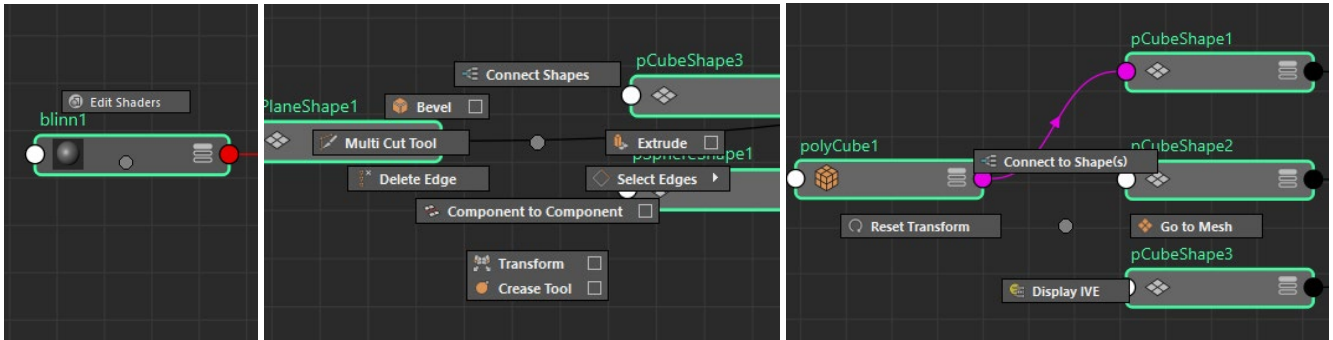 Edit Shaders
blinn1
pCubeShape3
Connect Shapes
PlaneShape1
Bevel
Multi Cut Tool
Extrude
pSphereShape1
Delete Edge
Select Edges
Component to Component
Transform
Crease Tool
pCubeShape1
polyCube1
Connect to Shape(s)
pCubeShape2
Reset Transform
Go to Mesh
pCubeShape3
Display IVE